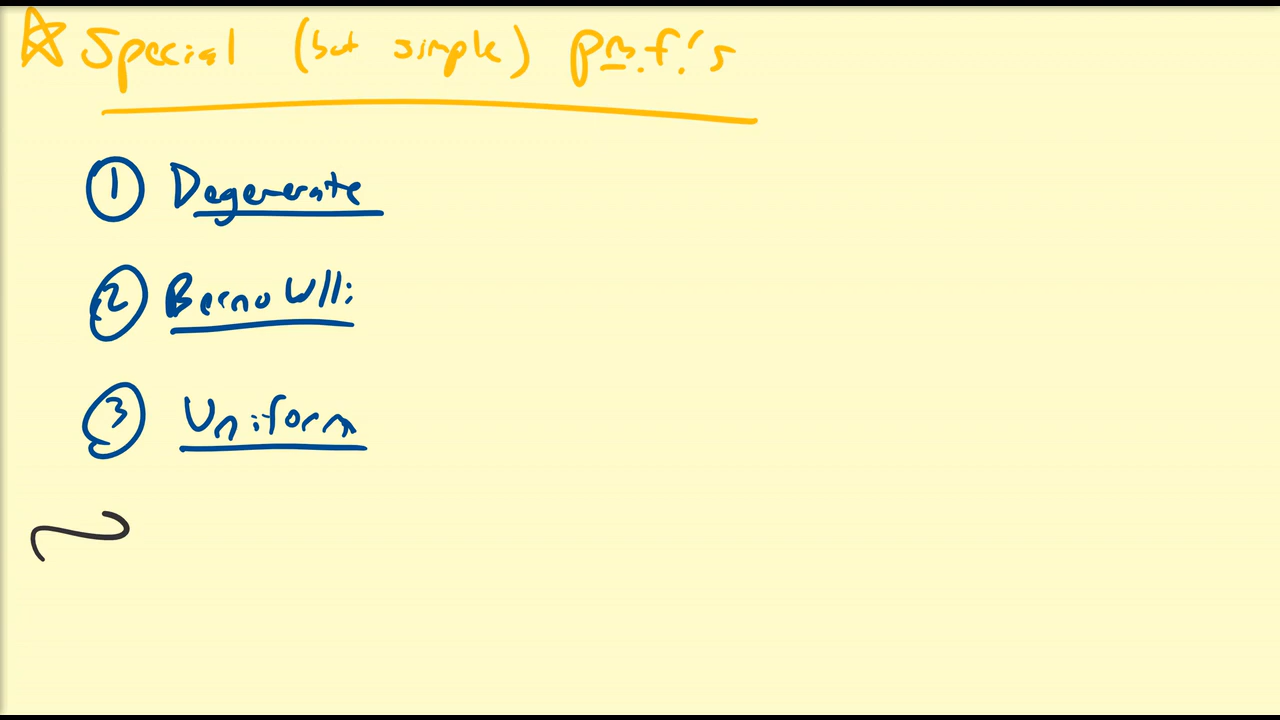 ☆ Special (but simple) p.m.f.'s
① Degenerate
② Bernoulli
③ Uniform